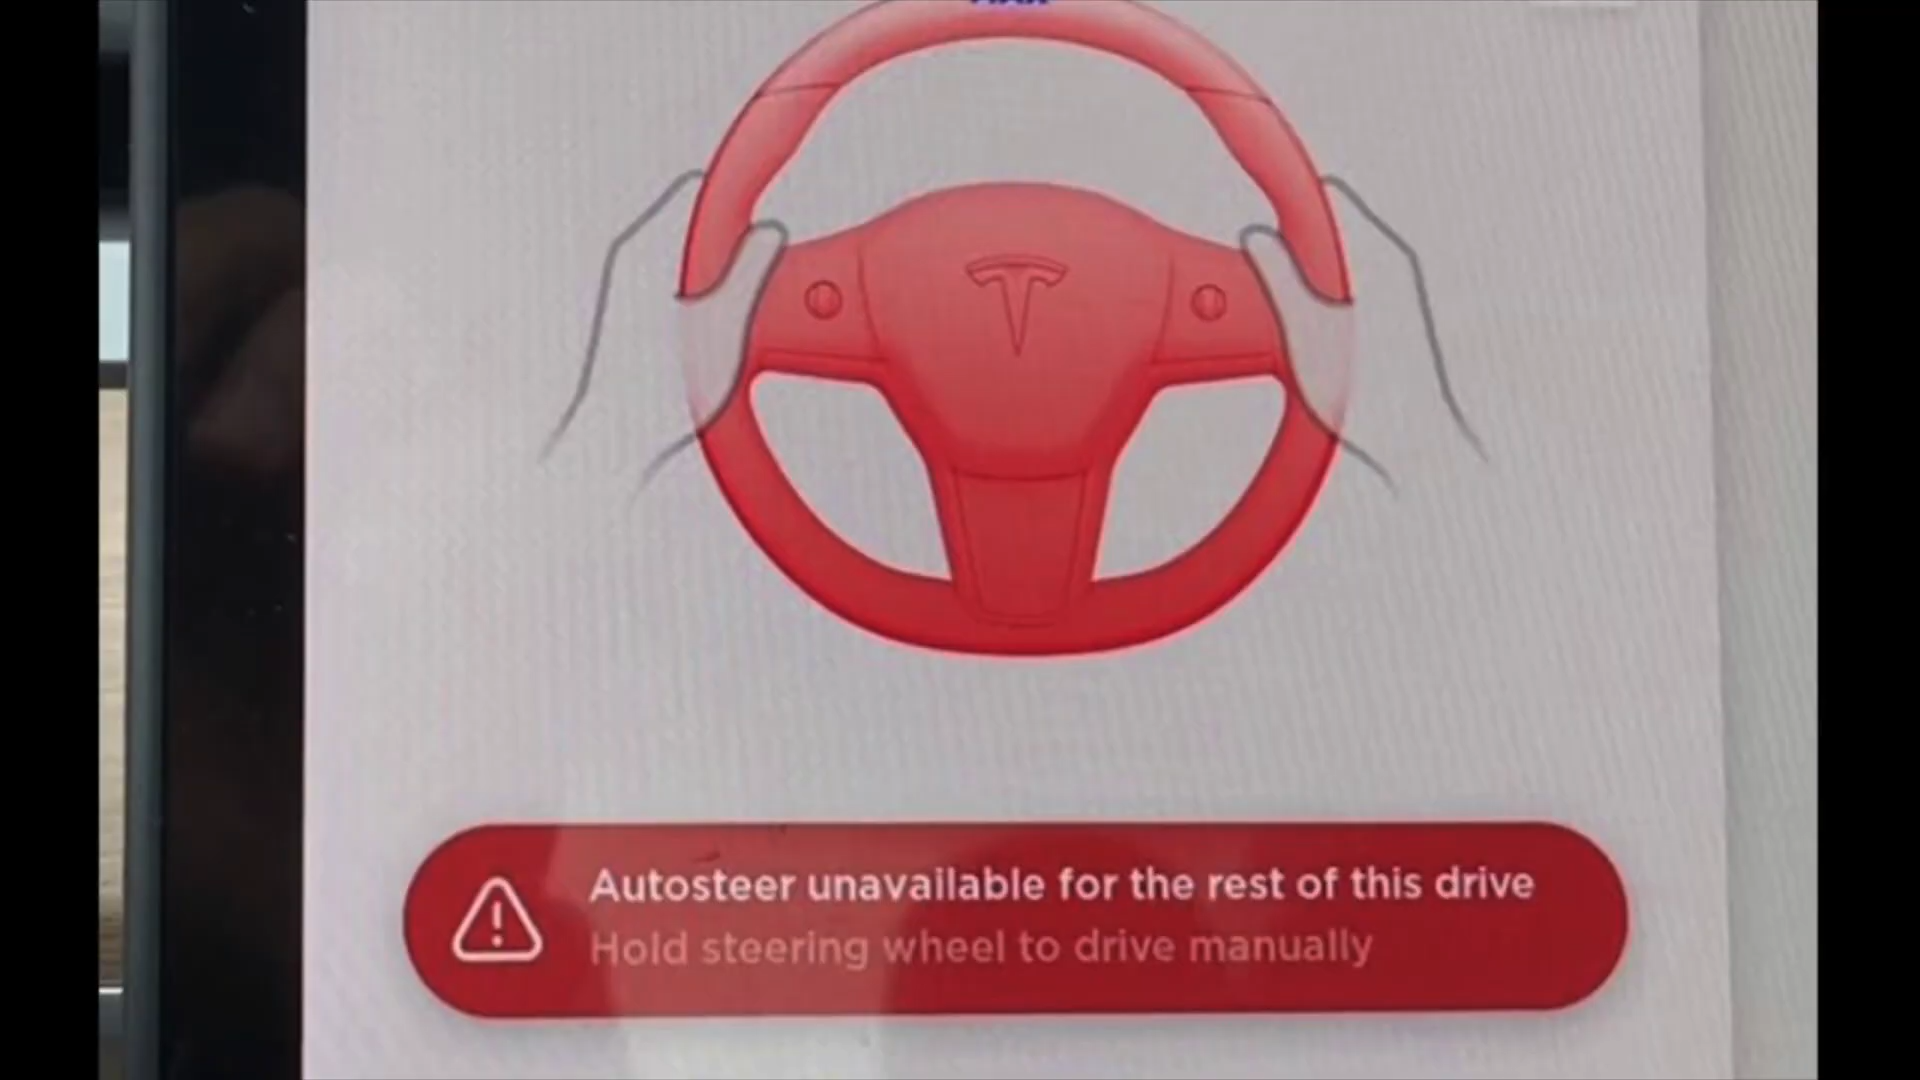 Autosteer unavailable for the rest of this drive
Hold steering wheel to drive manually